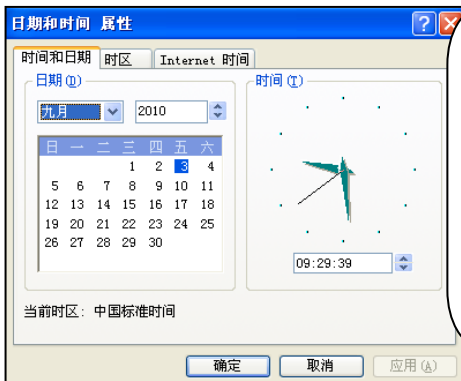 日期和时间 属性
时间和日期 时区 Internet 时间
日期(D)
九月 2010
日 一 二 三 四 五 六
1 2 3 4
5 6 7 8 9 10 11
12 13 14 15 16 17 18
19 20 21 22 23 24 25
26 27 28 29 30
时间(T)
09:29:39
当前时区: 中国标准时间
确定 取消 应用(A)